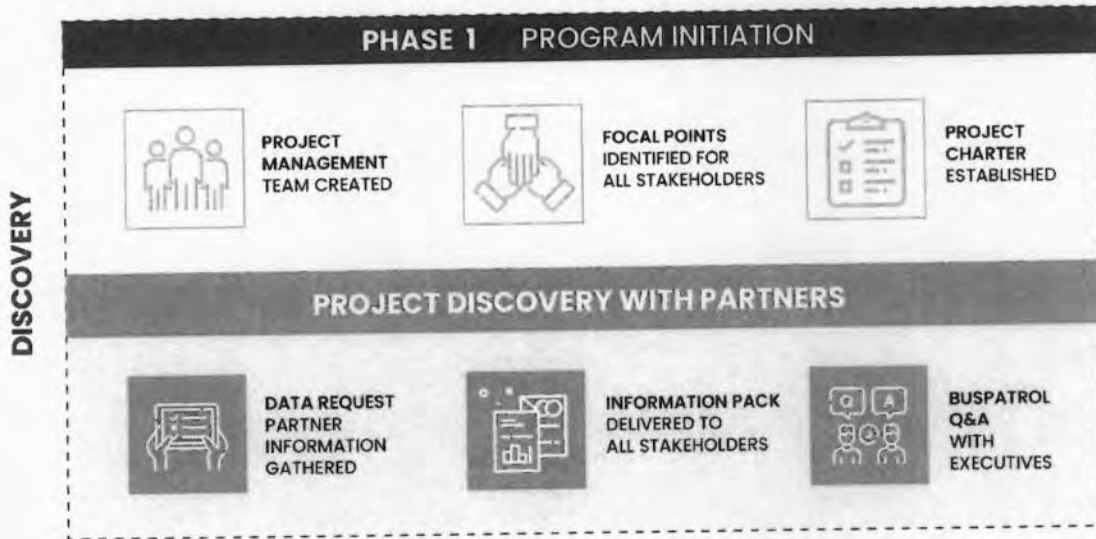 PHASE 1 PROGRAM INITIATION
DISCOVERY
PROJECT
MANAGEMENT
TEAM CREATED
FOCAL POINTS
IDENTIFIED FOR
ALL STAKEHOLDERS
PROJECT
CHARTER
ESTABLISHED
PROJECT DISCOVERY WITH PARTNERS
DATA REQUEST
PARTNER
INFORMATION
GATHERED
INFORMATION PACK
DELIVERED TO
ALL STAKEHOLDERS
Q A
BUSPATROL
Q&A
WITH
EXECUTIVES